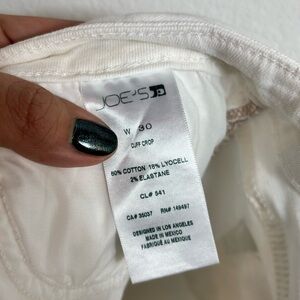 JOE'S
W 30
CUFF CROP
80% COTTON 18% LYOCELL
2% ELASTANE
CL# 541
CA# 35037 RN# 149497
DESIGNED IN LOS ANGELES
MADE IN MEXICO
FABRIQUÉ AU MEXIQUE